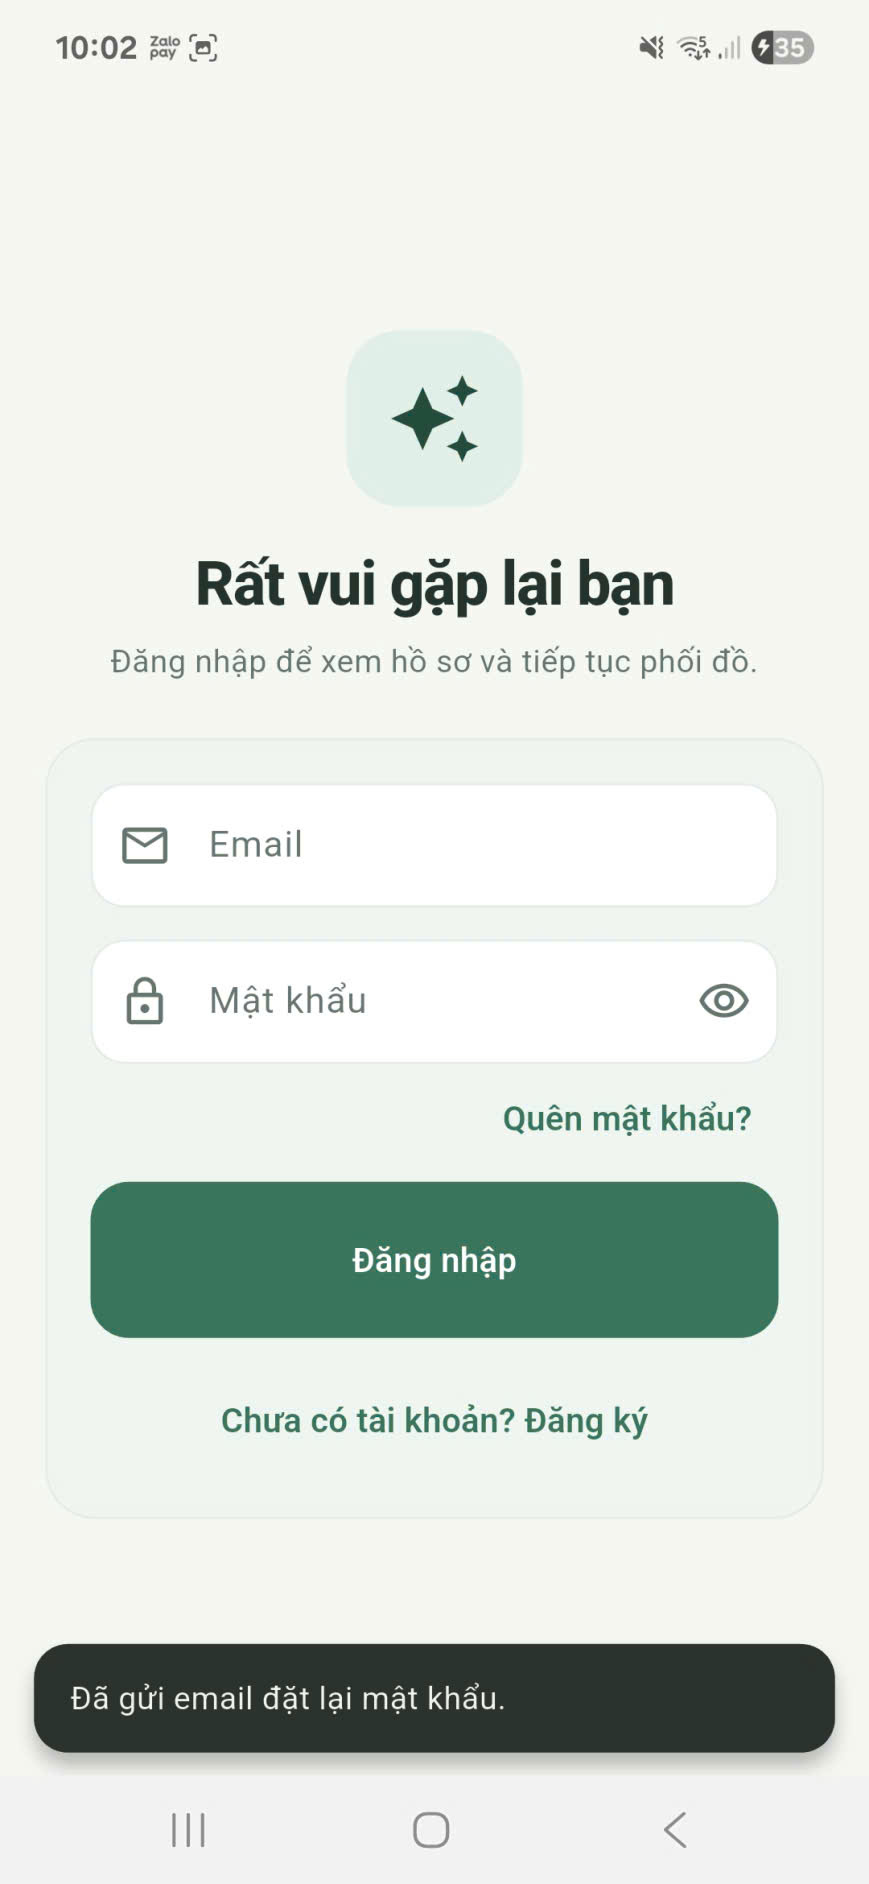 10:02 Zalo pay 5 35
Rất vui gặp lại bạn
Đăng nhập để xem hồ sơ và tiếp tục phối đồ.
Email
Mật khẩu
Quên mật khẩu?
Đăng nhập
Chưa có tài khoản? Đăng ký
Đã gửi email đặt lại mật khẩu.